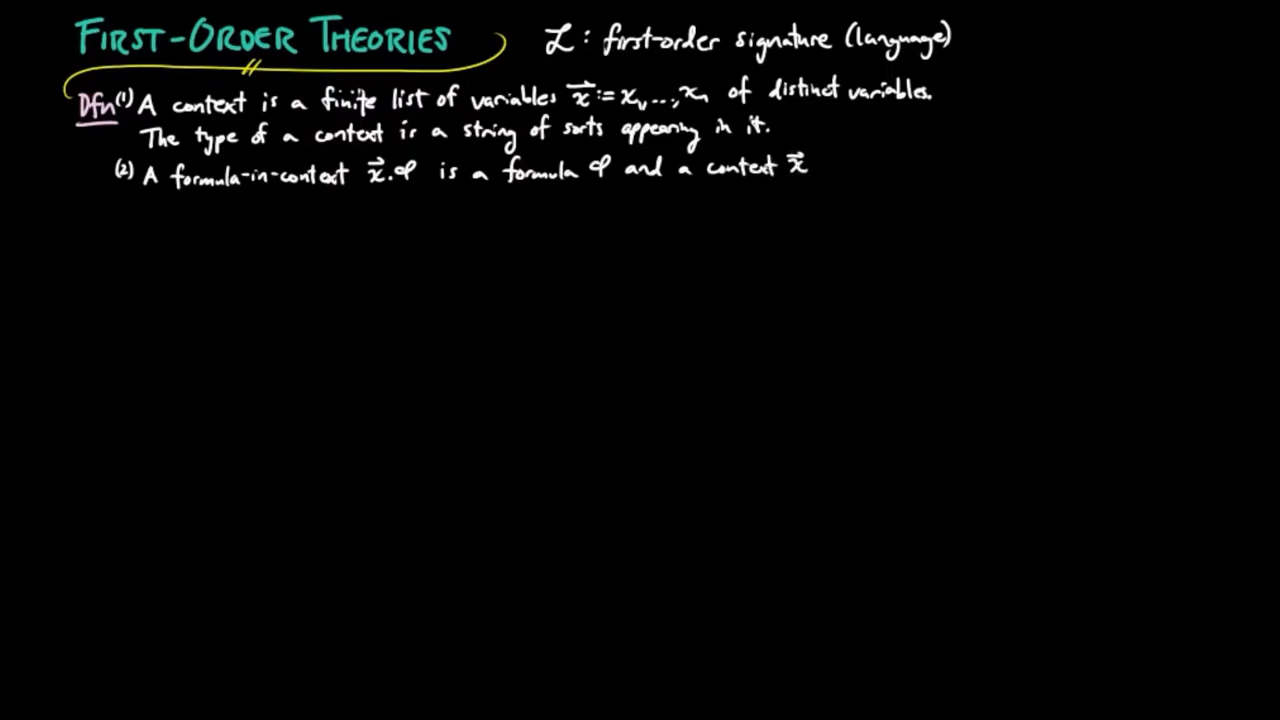 FIRST-ORDER THEORIES
ℒ : first-order signature (language)
Dfn (1) A context is a finite list of variables x⃗ := x₁, ..., xₙ of distinct variables.
The type of a context is a string of sorts appearing in it.
(2) A formula-in-context x⃗.φ is a formula φ and a context x⃗